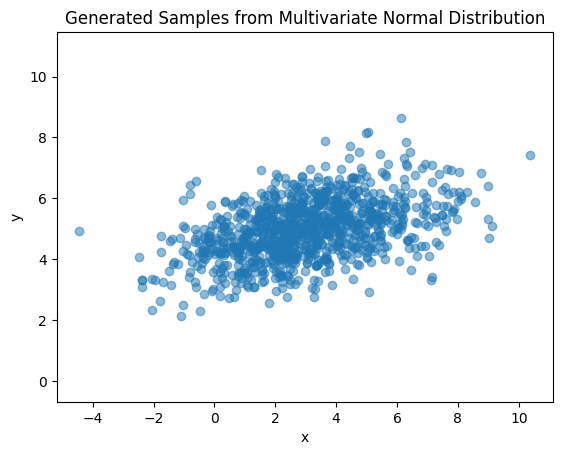 Generated Samples from Multivariate Normal Distribution
10
8
6
4
2
0
y
−4 −2 0 2 4 6 8 10
x